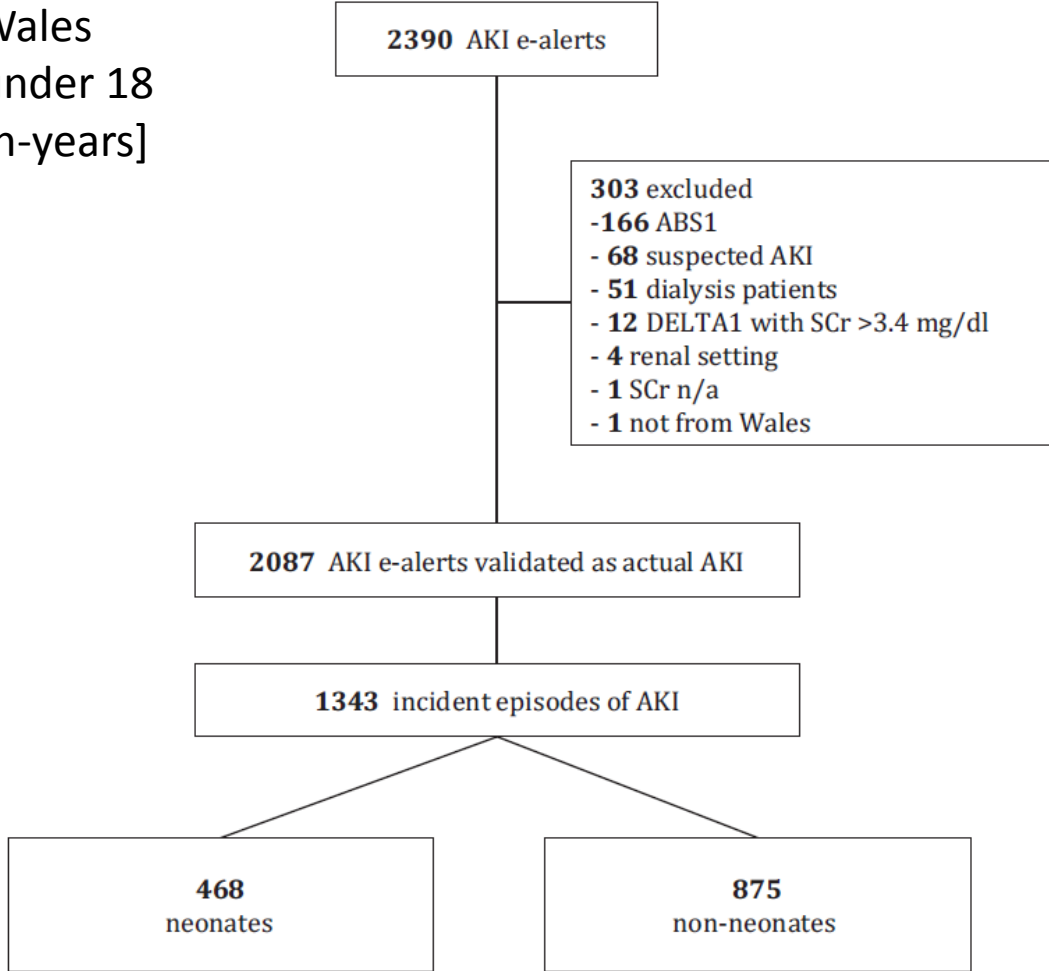 Wales
under 18
n-years]
2390 AKI e-alerts
303 excluded
-166 ABS1
- 68 suspected AKI
- 51 dialysis patients
- 12 DELTA1 with SCr >3.4 mg/dl
- 4 renal setting
- 1 SCr n/a
- 1 not from Wales
2087 AKI e-alerts validated as actual AKI
1343 incident episodes of AKI
468
neonates
875
non-neonates